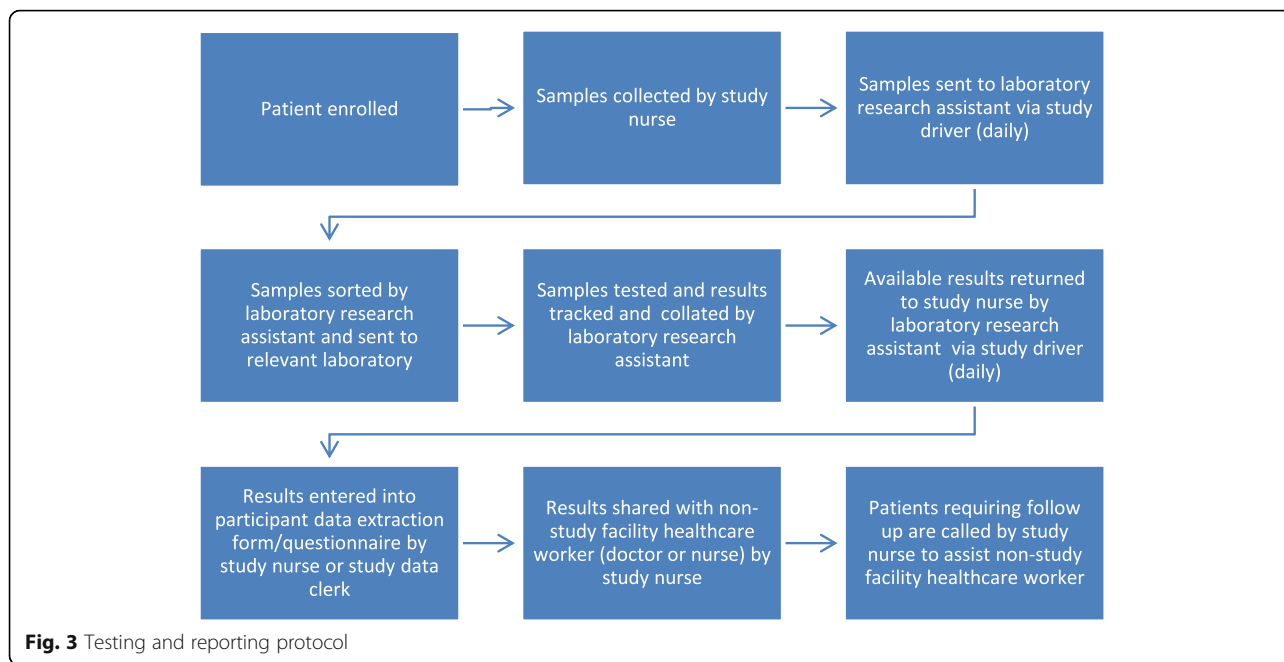 Patient enrolled
Samples collected by study
nurse
Samples sent to laboratory
research assistant via study
driver (daily)
Samples sorted by
laboratory research
assistant and sent to
relevant laboratory
Samples tested and results
tracked and collated by
laboratory research
assistant
Available results returned
to study nurse by
laboratory research
assistant via study driver
(daily)
Results entered into
participant data extraction
form/questionnaire by
study nurse or study data
clerk
Results shared with non-
study facility healthcare
worker (doctor or nurse) by
study nurse
Patients requiring follow
up are called by study
nurse to assist non-study
facility healthcare worker
Fig. 3 Testing and reporting protocol